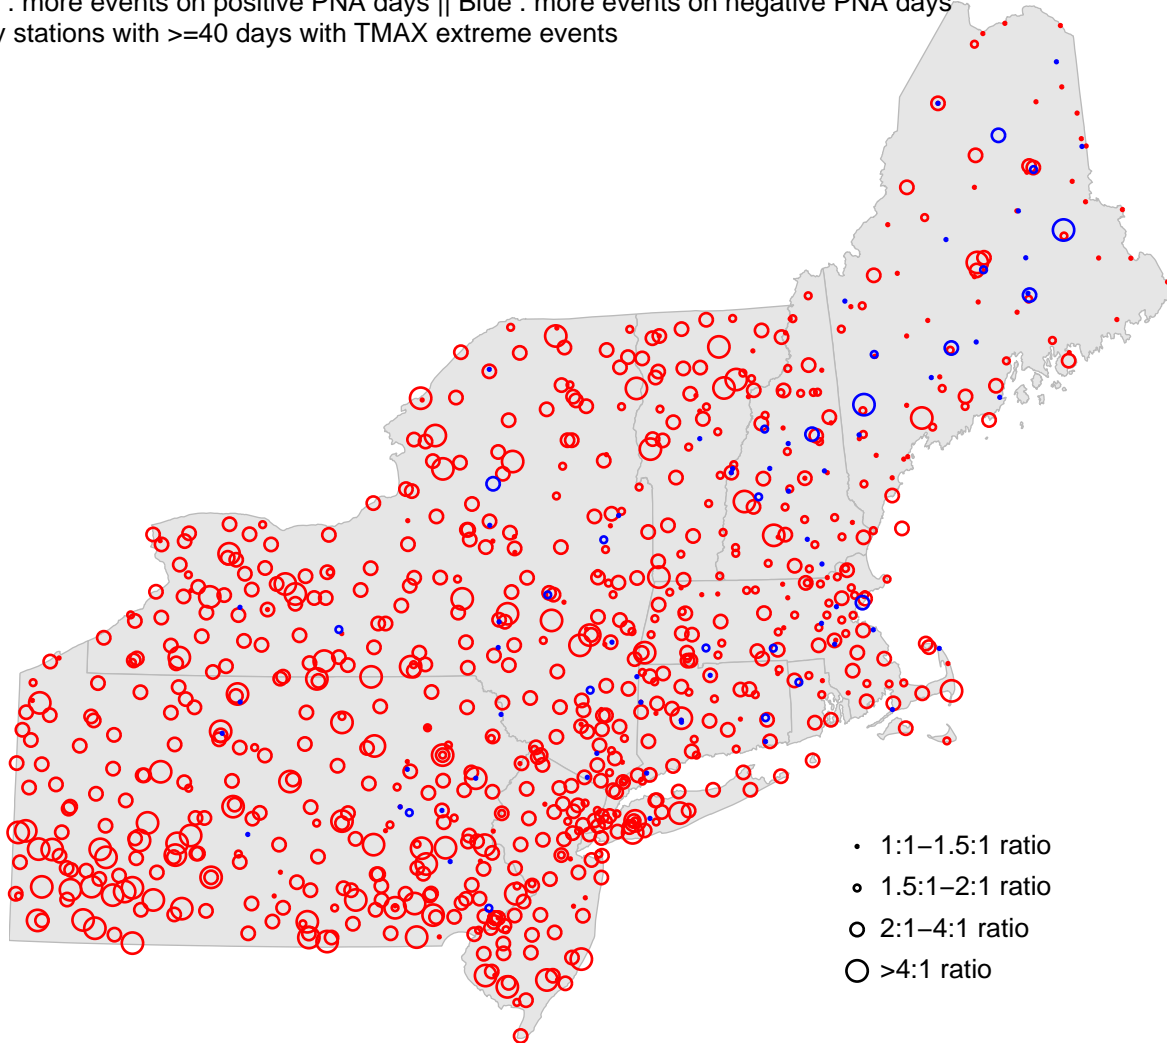 : more events on positive PNA days || Blue : more events on negative PNA days
stations with >=40 days with TMAX extreme events
1:1−1.5:1 ratio
1.5:1−2:1 ratio
2:1−4:1 ratio
>4:1 ratio